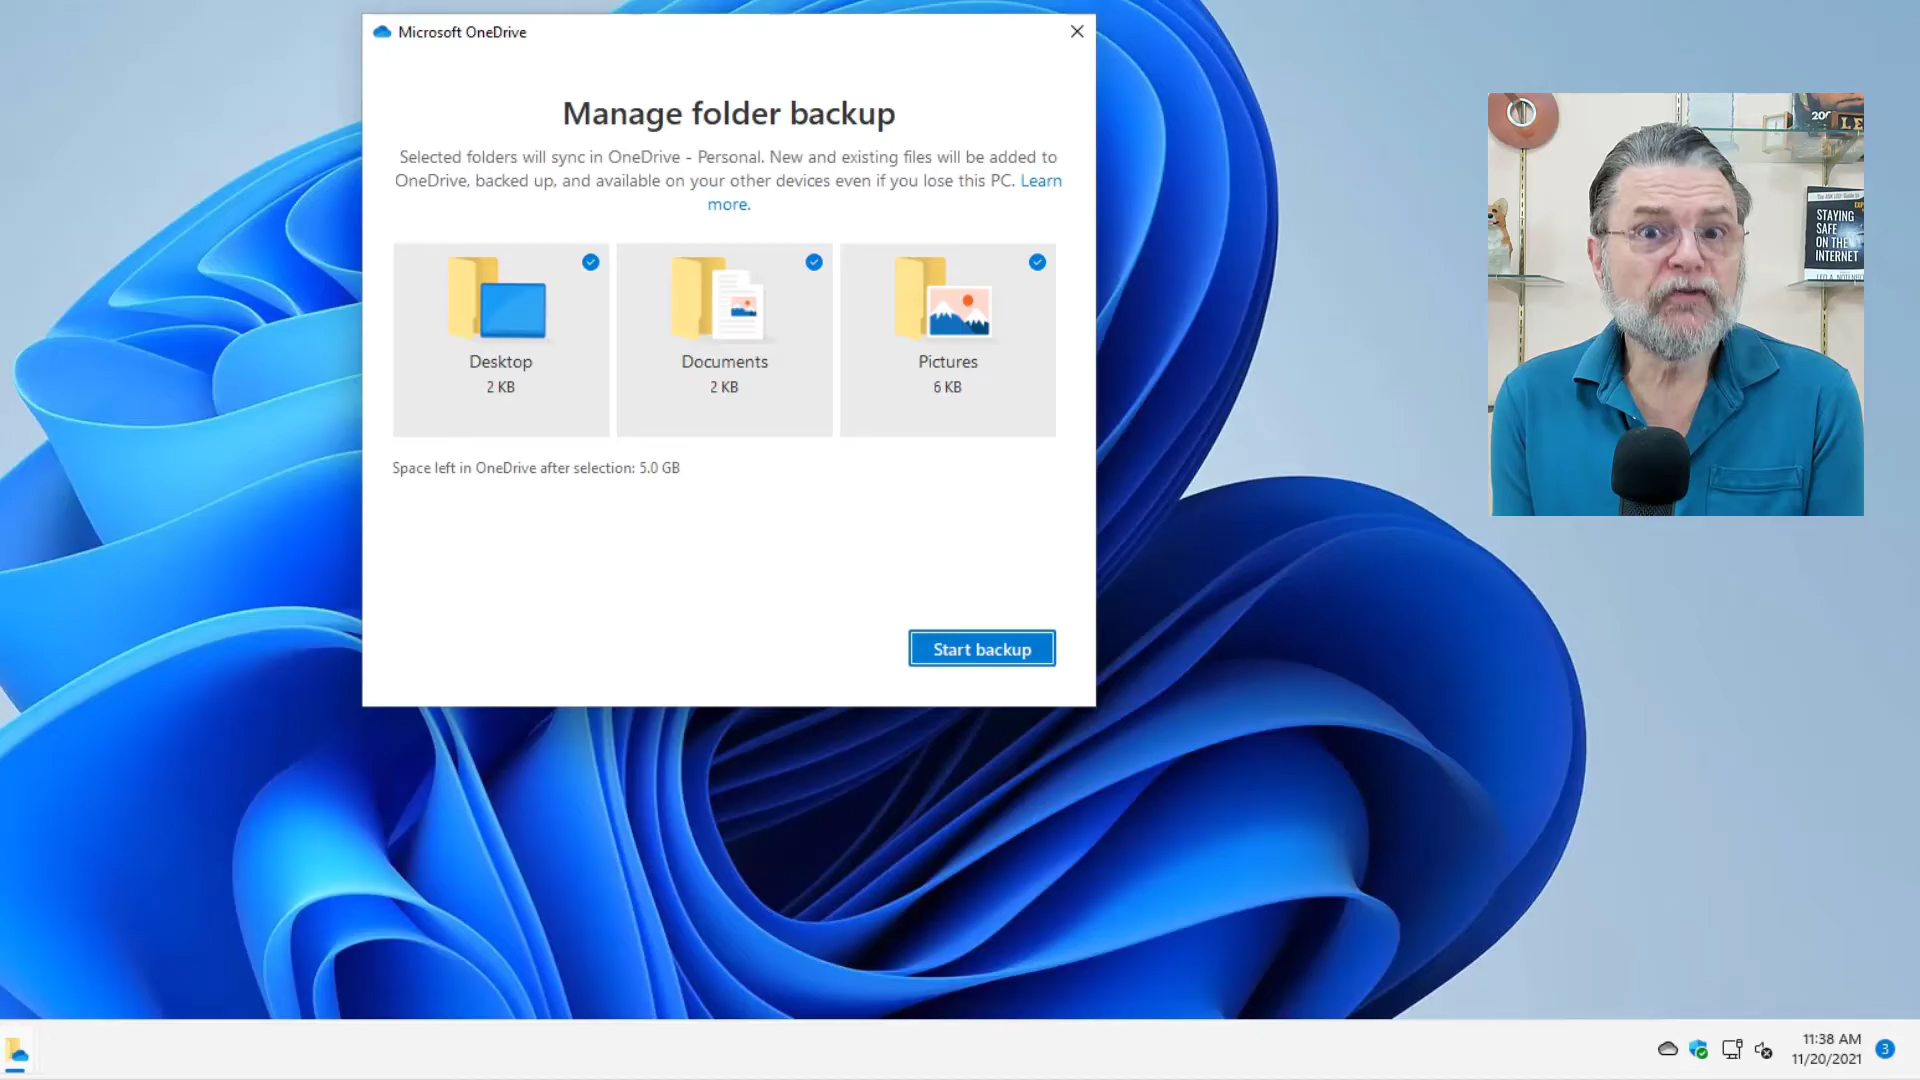 Microsoft OneDrive
Manage folder backup
Selected folders will sync in OneDrive - Personal. New and existing files will be added to
OneDrive, backed up, and available on your other devices even if you lose this PC. Learn
more.
Desktop
2 KB
Documents
2 KB
Pictures
6 KB
Space left in OneDrive after selection: 5.0 GB
Start backup
200
LE
STAYING
SAFE
ON THE
INTERNET
11:38 AM
11/20/2021
3